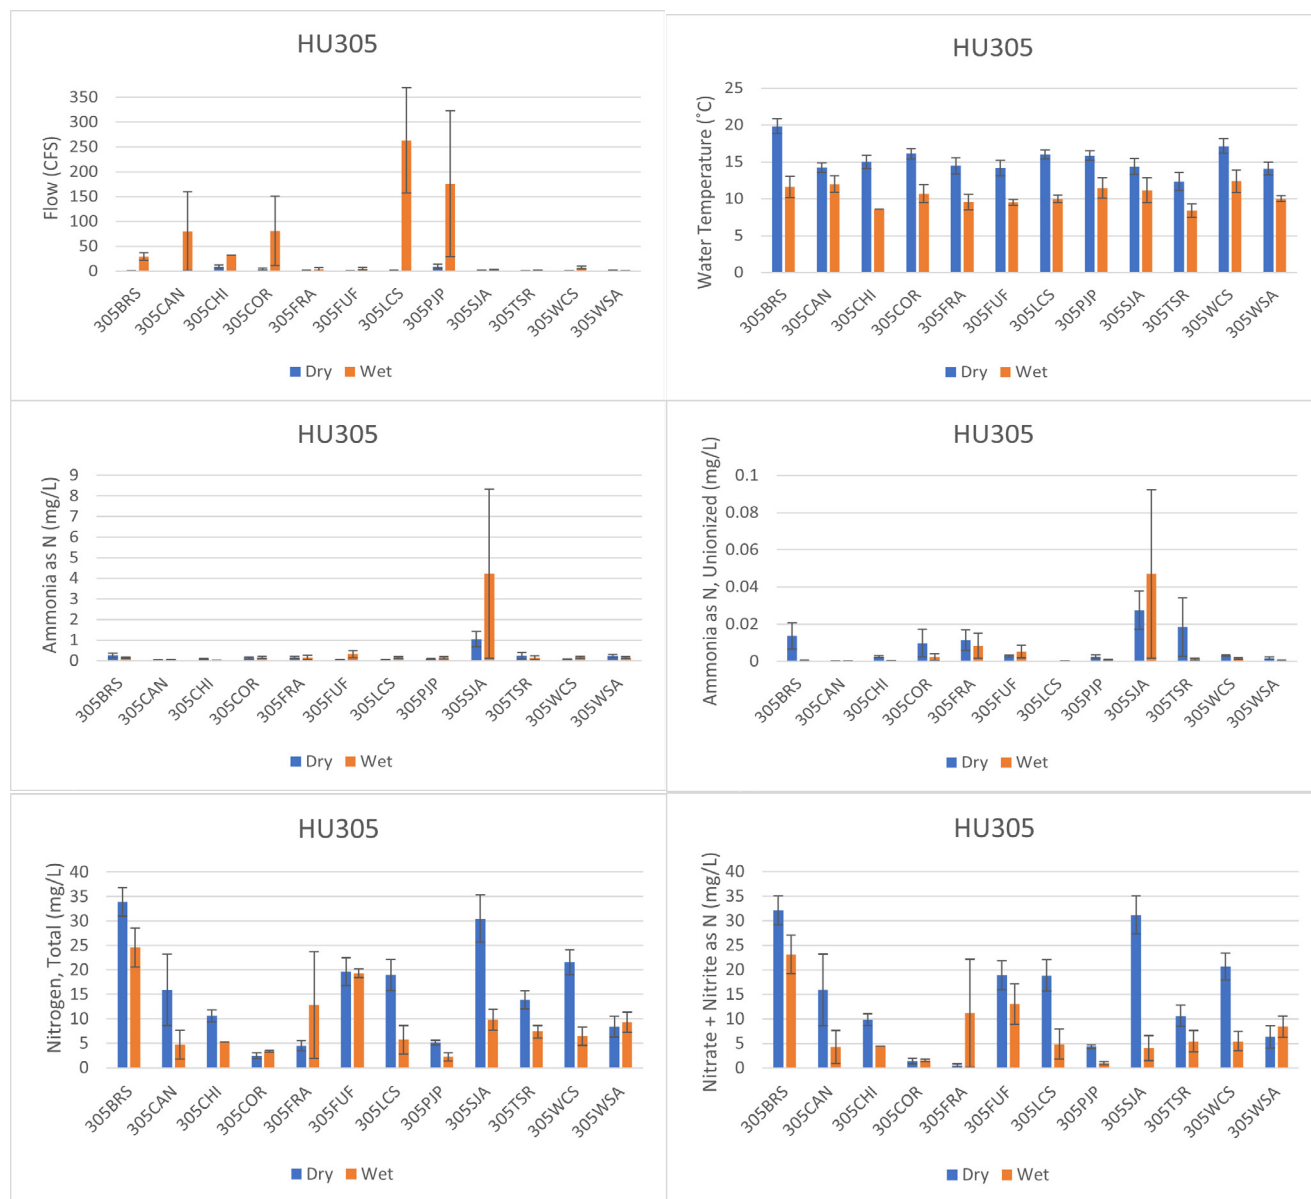 HU305
Flow (CFS)
350
300
250
200
150
100
50
0
305BRS
305CAN
305CHI
305COR
305FRA
305FUF
305LCS
305PJP
305SJA
305TSR
305WCS
305WSA
Dry Wet
HU305
Water Temperature (˚C)
25
20
15
10
5
0
305BRS
305CAN
305CHI
305COR
305FRA
305FUF
305LCS
305PJP
305SJA
305TSR
305WCS
305WSA
Dry Wet
HU305
Ammonia as N (mg/L)
9
8
7
6
5
4
3
2
1
0
305BRS
305CAN
305CHI
305COR
305FRA
305FUF
305LCS
305PJP
305SJA
305TSR
305WCS
305WSA
Dry Wet
HU305
Ammonia as N, Unionized (mg/L)
0.1
0.08
0.06
0.04
0.02
0
305BRS
305CAN
305CHI
305COR
305FRA
305FUF
305LCS
305PJP
305SJA
305TSR
305WCS
305WSA
Dry Wet
HU305
Nitrogen, Total (mg/L)
40
35
30
25
20
15
10
5
0
305BRS
305CAN
305CHI
305COR
305FRA
305FUF
305LCS
305PJP
305SJA
305TSR
305WCS
305WSA
Dry Wet
HU305
Nitrate + Nitrite as N (mg/L)
40
35
30
25
20
15
10
5
0
305BRS
305CAN
305CHI
305COR
305FRA
305FUF
305LCS
305PJP
305SJA
305TSR
305WCS
305WSA
Dry Wet